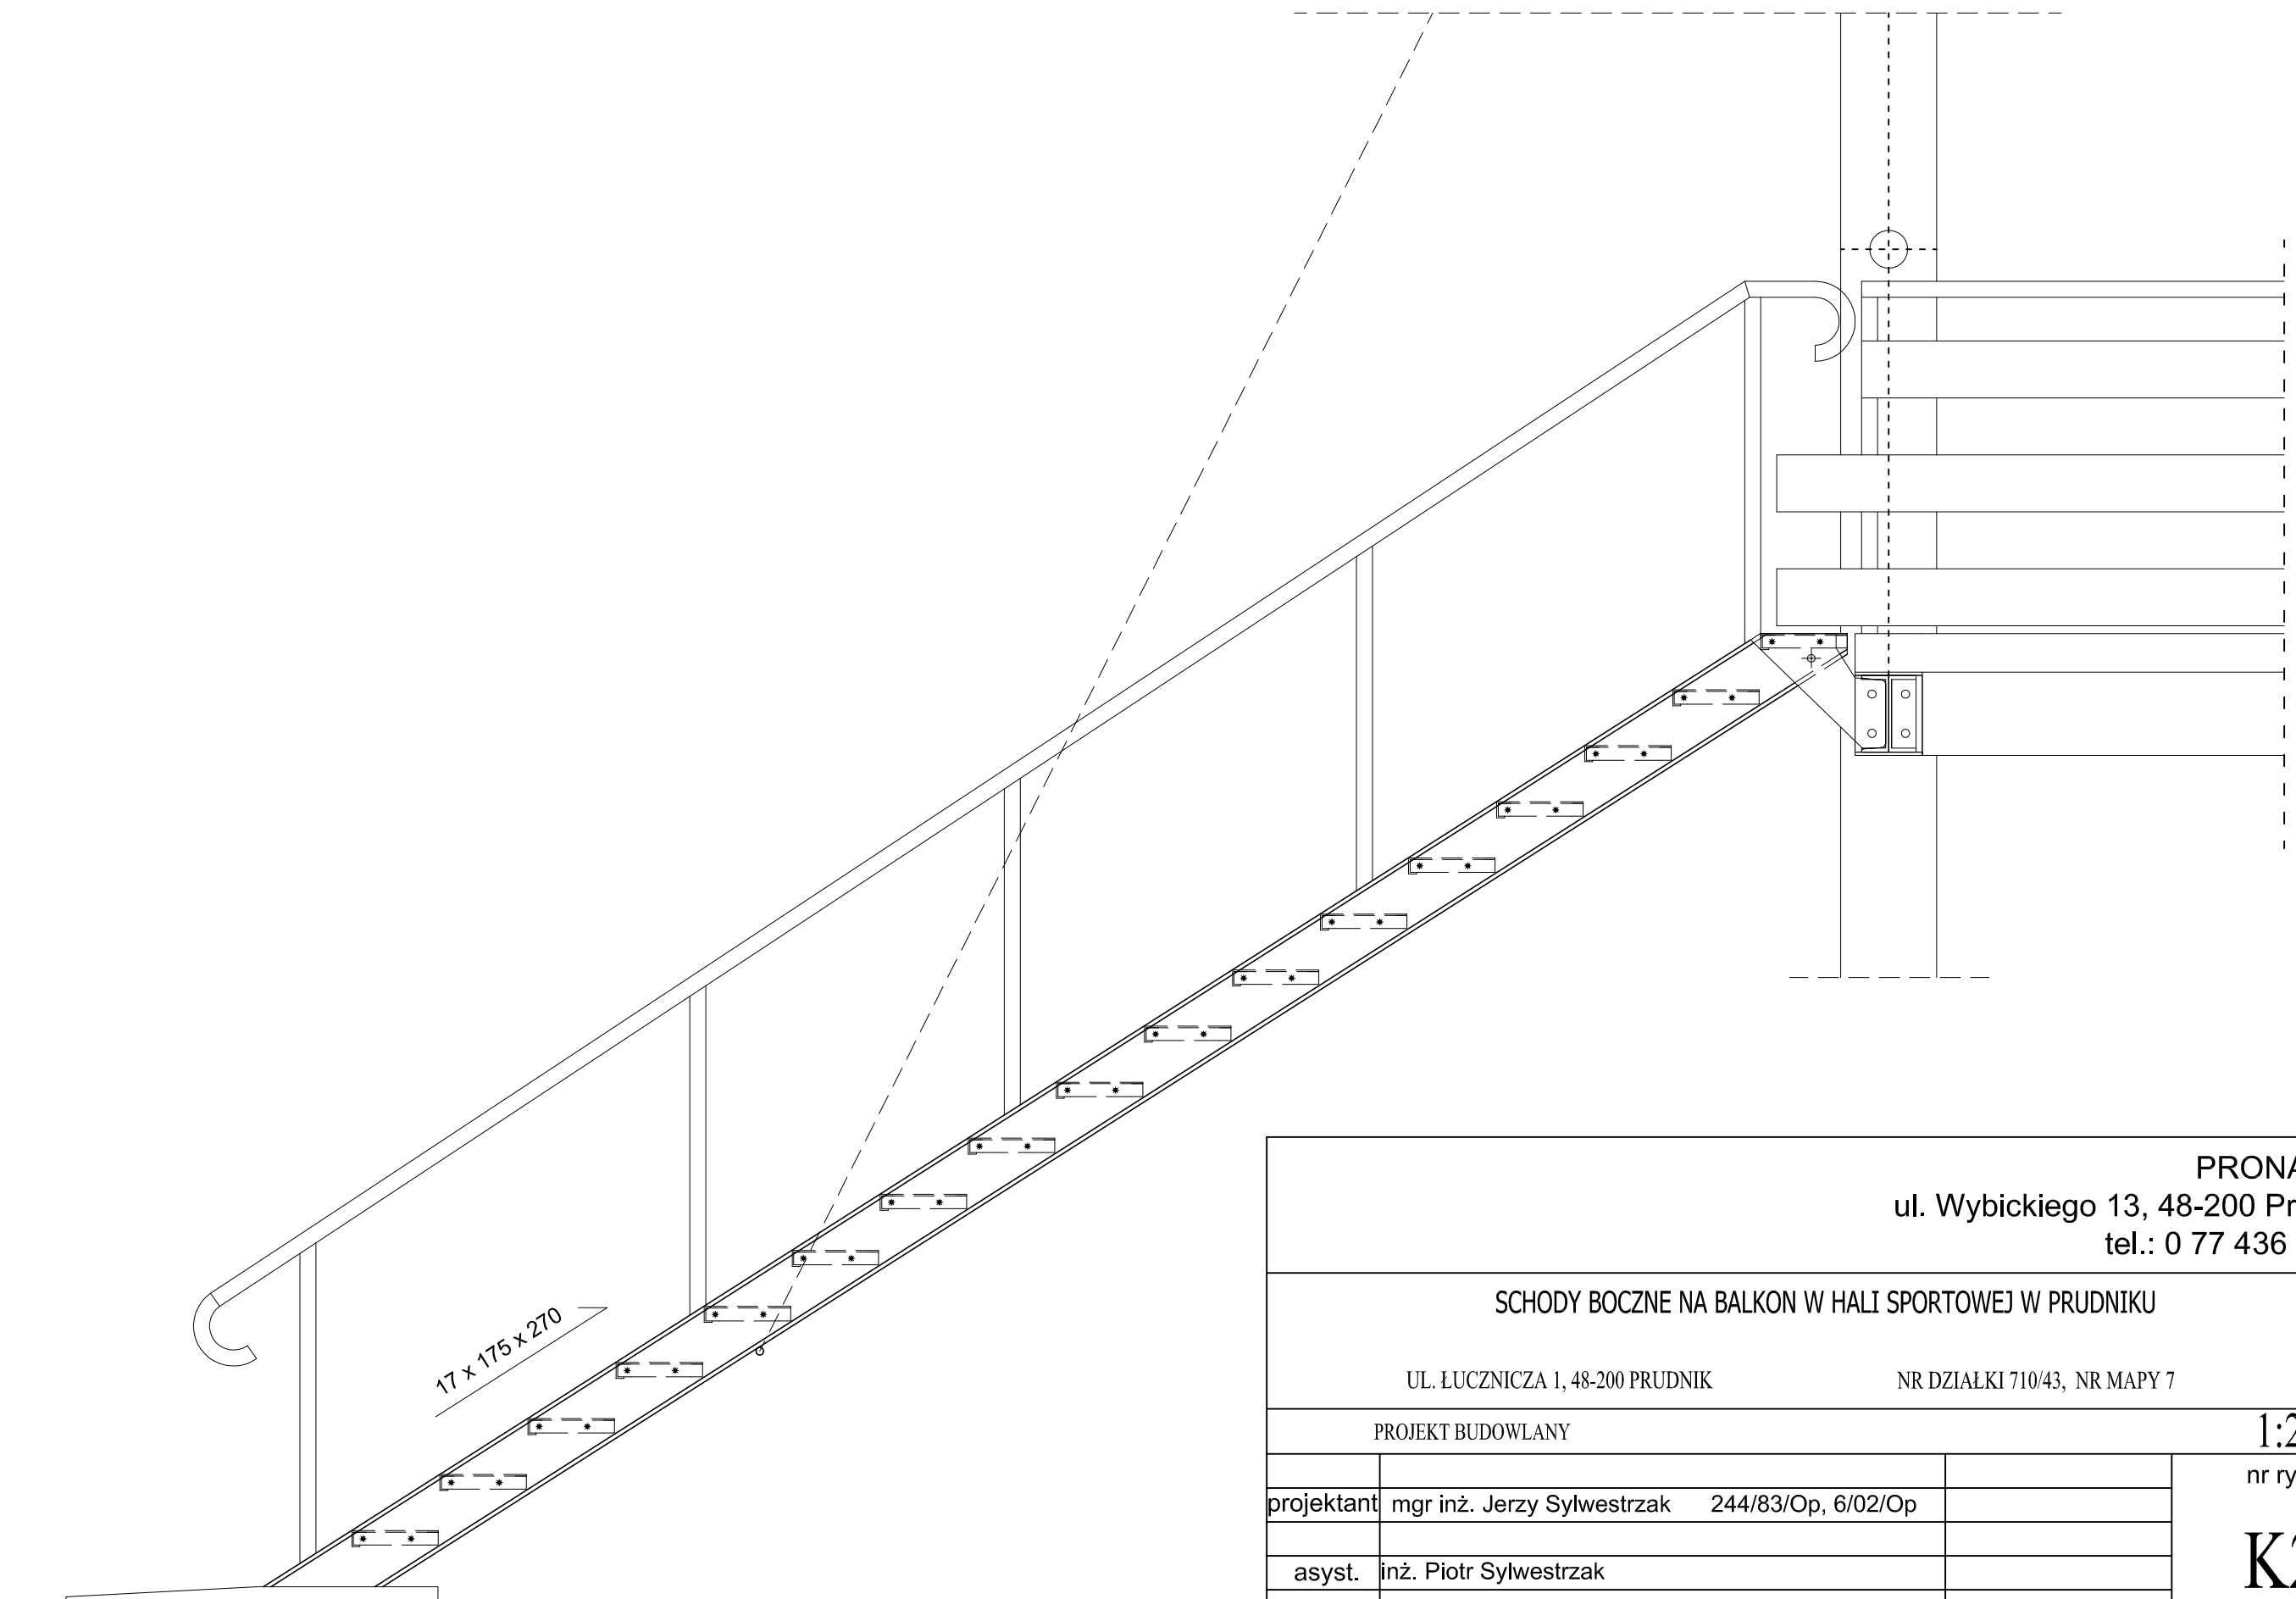 17 x 175 x 270
PRONA
ul. Wybickiego 13, 48-200 Pr
tel.: 0 77 436
SCHODY BOCZNE NA BALKON W HALI SPORTOWEJ W PRUDNIKU
UL. ŁUCZNICZA 1, 48-200 PRUDNIK NR DZIAŁKI 710/43, NR MAPY 7
PROJEKT BUDOWLANY 1:2
nr ry
projektant mgr inż. Jerzy Sylwestrzak 244/83/Op, 6/02/Op
K2
asyst. inż. Piotr Sylwestrzak